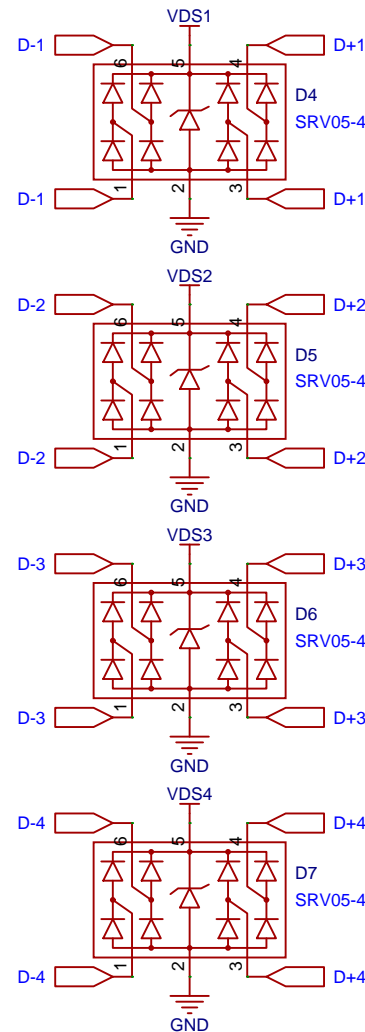 VDS1
D-1
D+1
6
5
4
D4
SRV05-4
1
2
3
D-1
D+1
GND
VDS2
D-2
D+2
6
5
4
D5
SRV05-4
1
2
3
D-2
D+2
GND
VDS3
D-3
D+3
6
5
4
D6
SRV05-4
1
2
3
D-3
D+3
GND
VDS4
D-4
D+4
6
5
4
D7
SRV05-4
1
2
3
D-4
D+4
GND